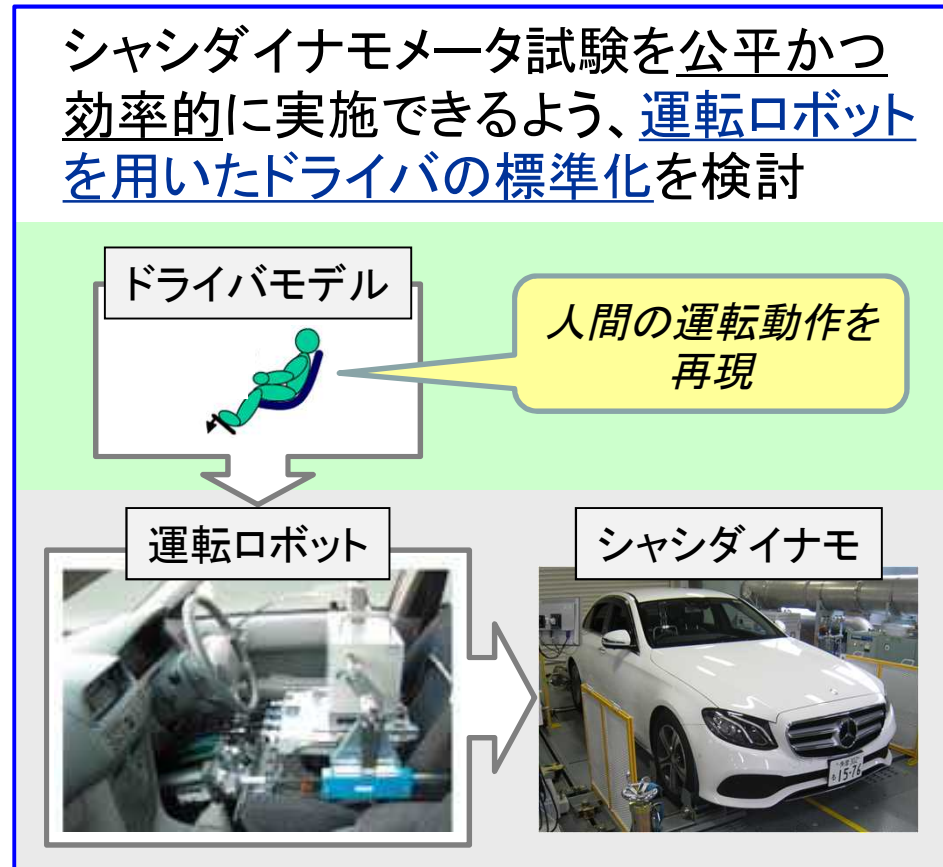 シャシダイナモメータ試験を公平かつ
効率的に実施できるよう、運転ロボット
を用いたドライバの標準化を検討
ドライバモデル
人間の運転動作を
再現
運転ロボット
シャシダイナモ
15-76